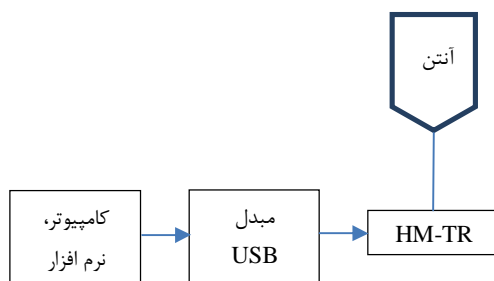 آنتن
کامپیوتر،
نرم افزار
مبدل
USB
HM-TR